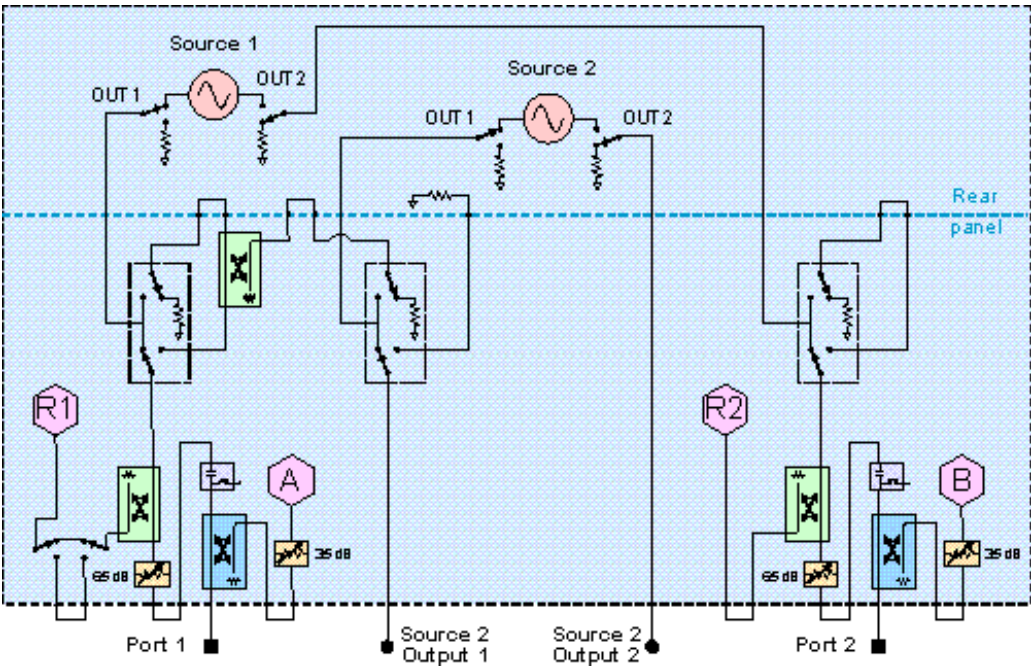 Source 1
OUT 1
OUT 2
Source 2
OUT 1
OUT 2
Rear
panel
R1
R2
A
B
65 dB
35 dB
65 dB
35 dB
Port 1
Source 2
Output 1
Source 2
Output 2
Port 2